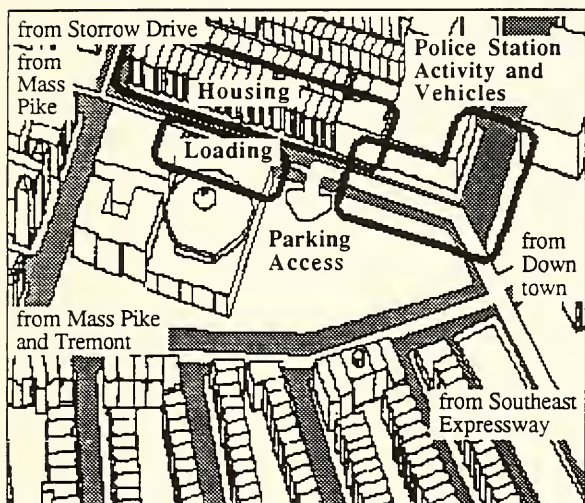 from Storrow Drive
from
Mass
Pike
Housing
Police Station
Activity and
Vehicles
Loading
Parking
Access
from
Down
town
from Mass Pike
and Tremont
from Southeast
Expressway